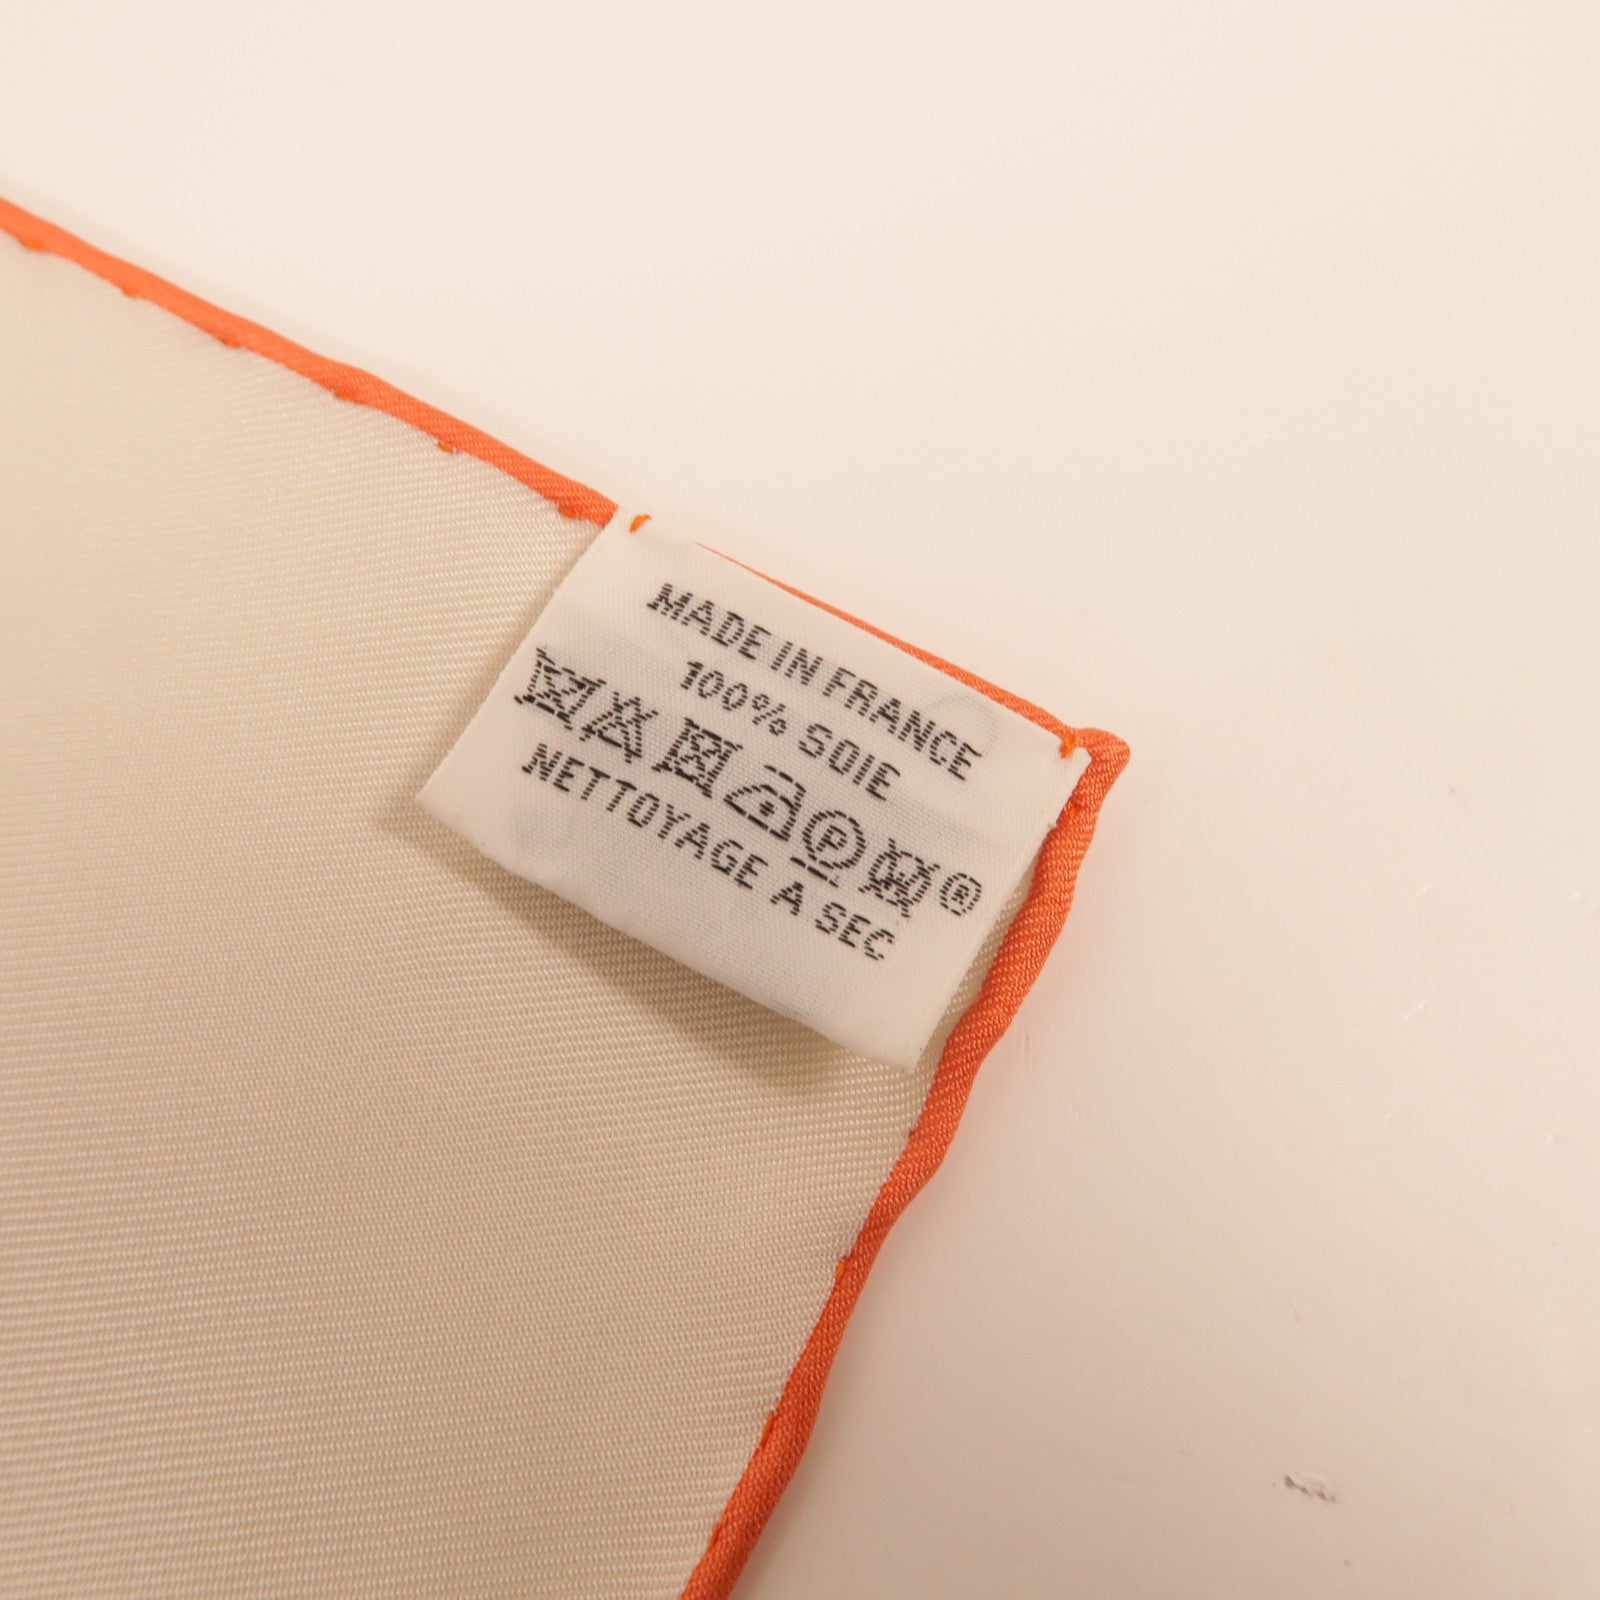 MADE IN FRANCE
100% SOIE
P ®
NETTOYAGE A SEC